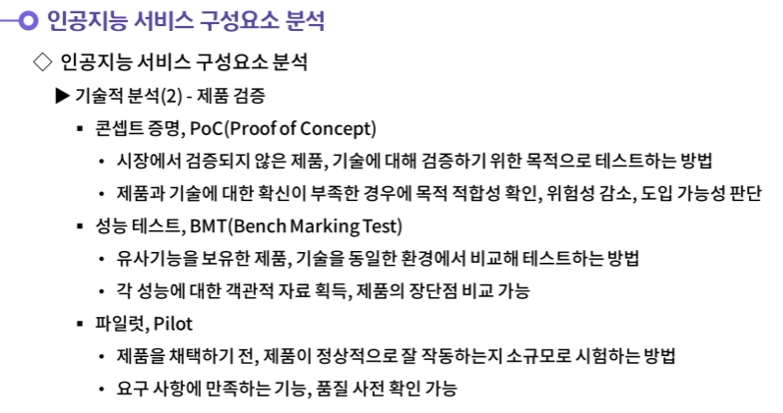 인공지능 서비스 구성요소 분석
◇ 인공지능 서비스 구성요소 분석
▶ 기술적 분석(2) - 제품 검증
▪ 콘셉트 증명, PoC(Proof of Concept)
• 시장에서 검증되지 않은 제품, 기술에 대해 검증하기 위한 목적으로 테스트하는 방법
• 제품과 기술에 대한 확신이 부족한 경우에 목적 적합성 확인, 위험성 감소, 도입 가능성 판단
▪ 성능 테스트, BMT(Bench Marking Test)
• 유사기능을 보유한 제품, 기술을 동일한 환경에서 비교해 테스트하는 방법
• 각 성능에 대한 객관적 자료 획득, 제품의 장단점 비교 가능
▪ 파일럿, Pilot
• 제품을 채택하기 전, 제품이 정상적으로 잘 작동하는지 소규모로 시험하는 방법
• 요구 사항에 만족하는 기능, 품질 사전 확인 가능